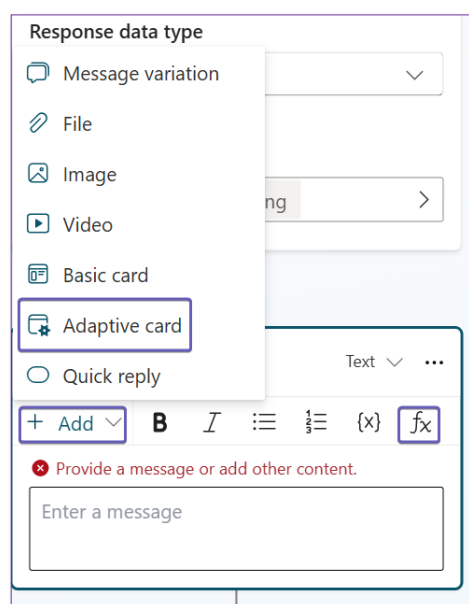 Response data type
Message variation
File
Image
ng
Video
Basic card
Adaptive card
Quick reply
Text
+ Add B I {x} fx
Provide a message or add other content.
Enter a message